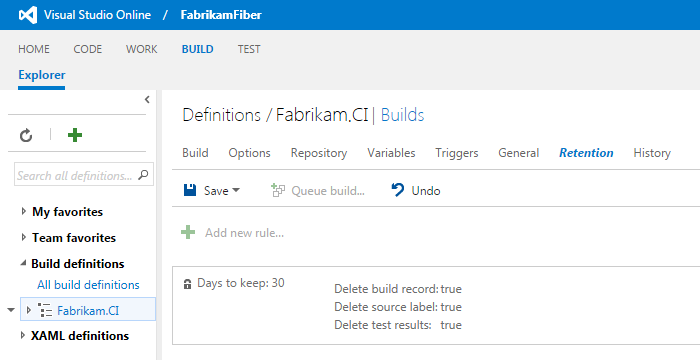 Visual Studio Online / FabrikamFiber
HOME CODE WORK BUILD TEST
Explorer
Definitions / Fabrikam.CI | Builds
Build Options Repository Variables Triggers General Retention History
Search all definitions...
Save Queue build... Undo
My favorites
Team favorites
Add new rule...
Build definitions
All build definitions
Fabrikam.CI
XAML definitions
Days to keep: 30
Delete build record: true
Delete source label: true
Delete test results: true